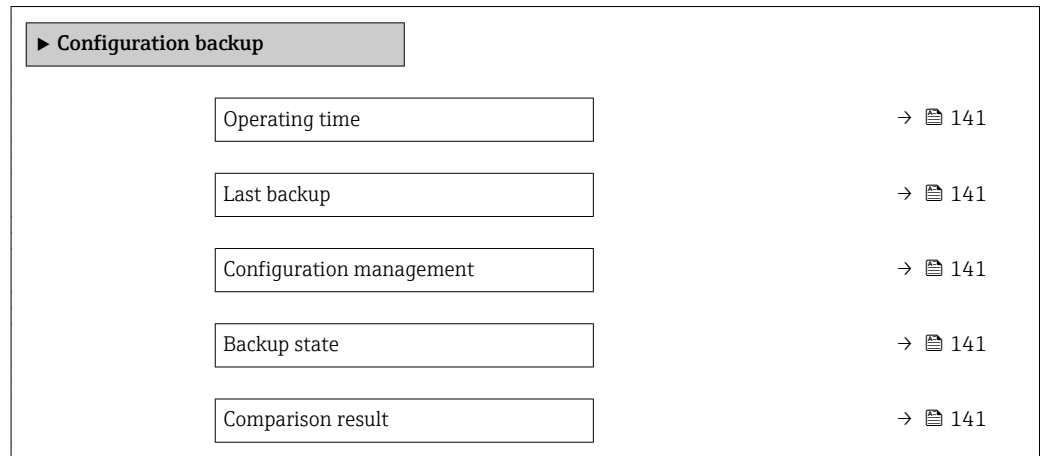 ▶ Configuration backup
Operating time → 141
Last backup → 141
Configuration management → 141
Backup state → 141
Comparison result → 141